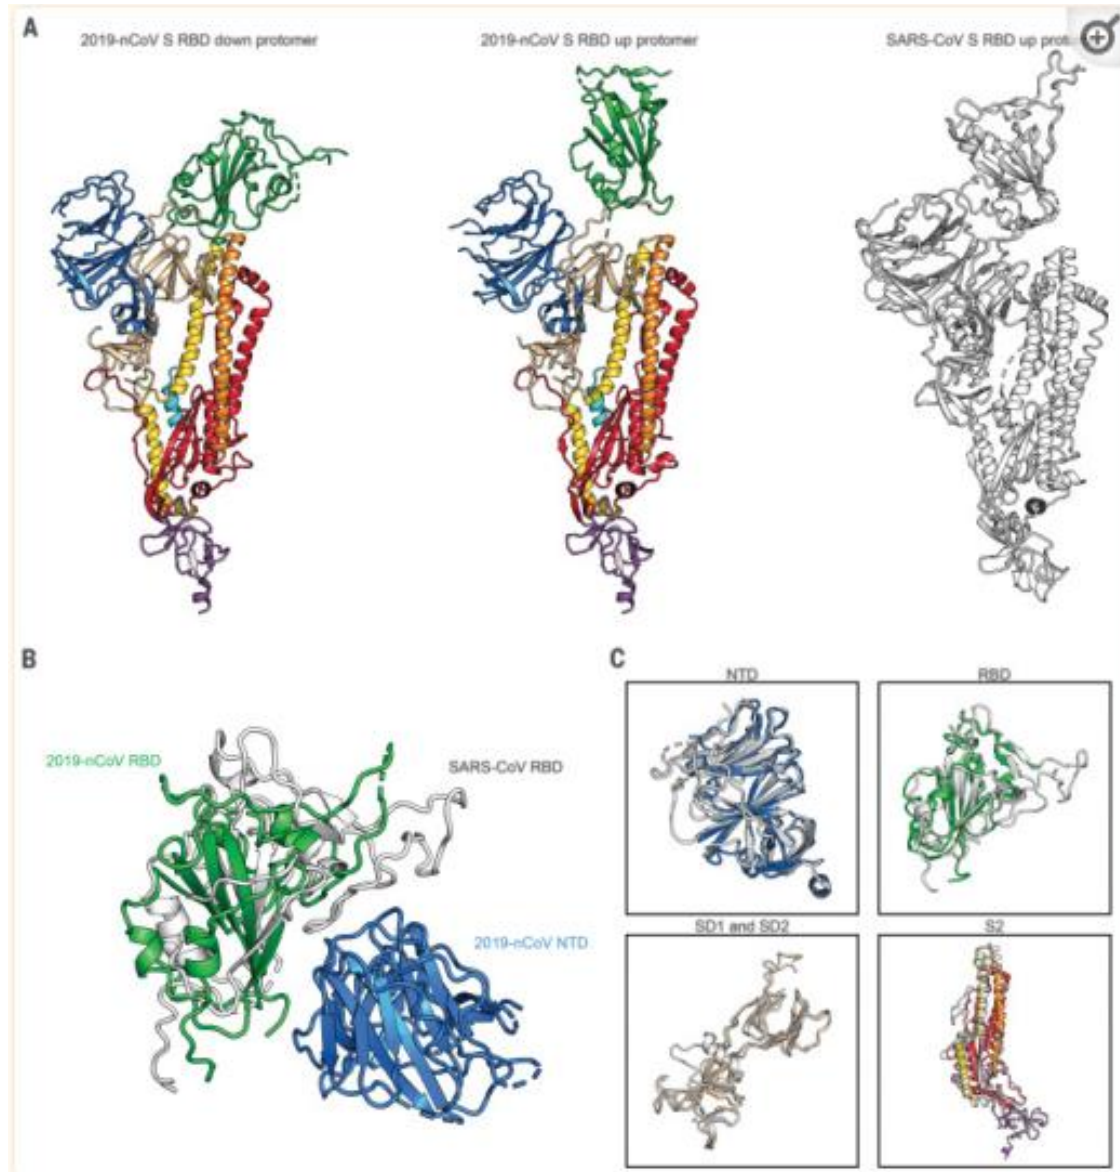 A
2019-nCoV S RBD down protomer
2019-nCoV S RBD up protomer
SARS-CoV S RBD up
B
2019-nCoV RBD
SARS-CoV RBD
2019-nCoV NTD
C
NTD
RBD
SD1 and SD2
S2